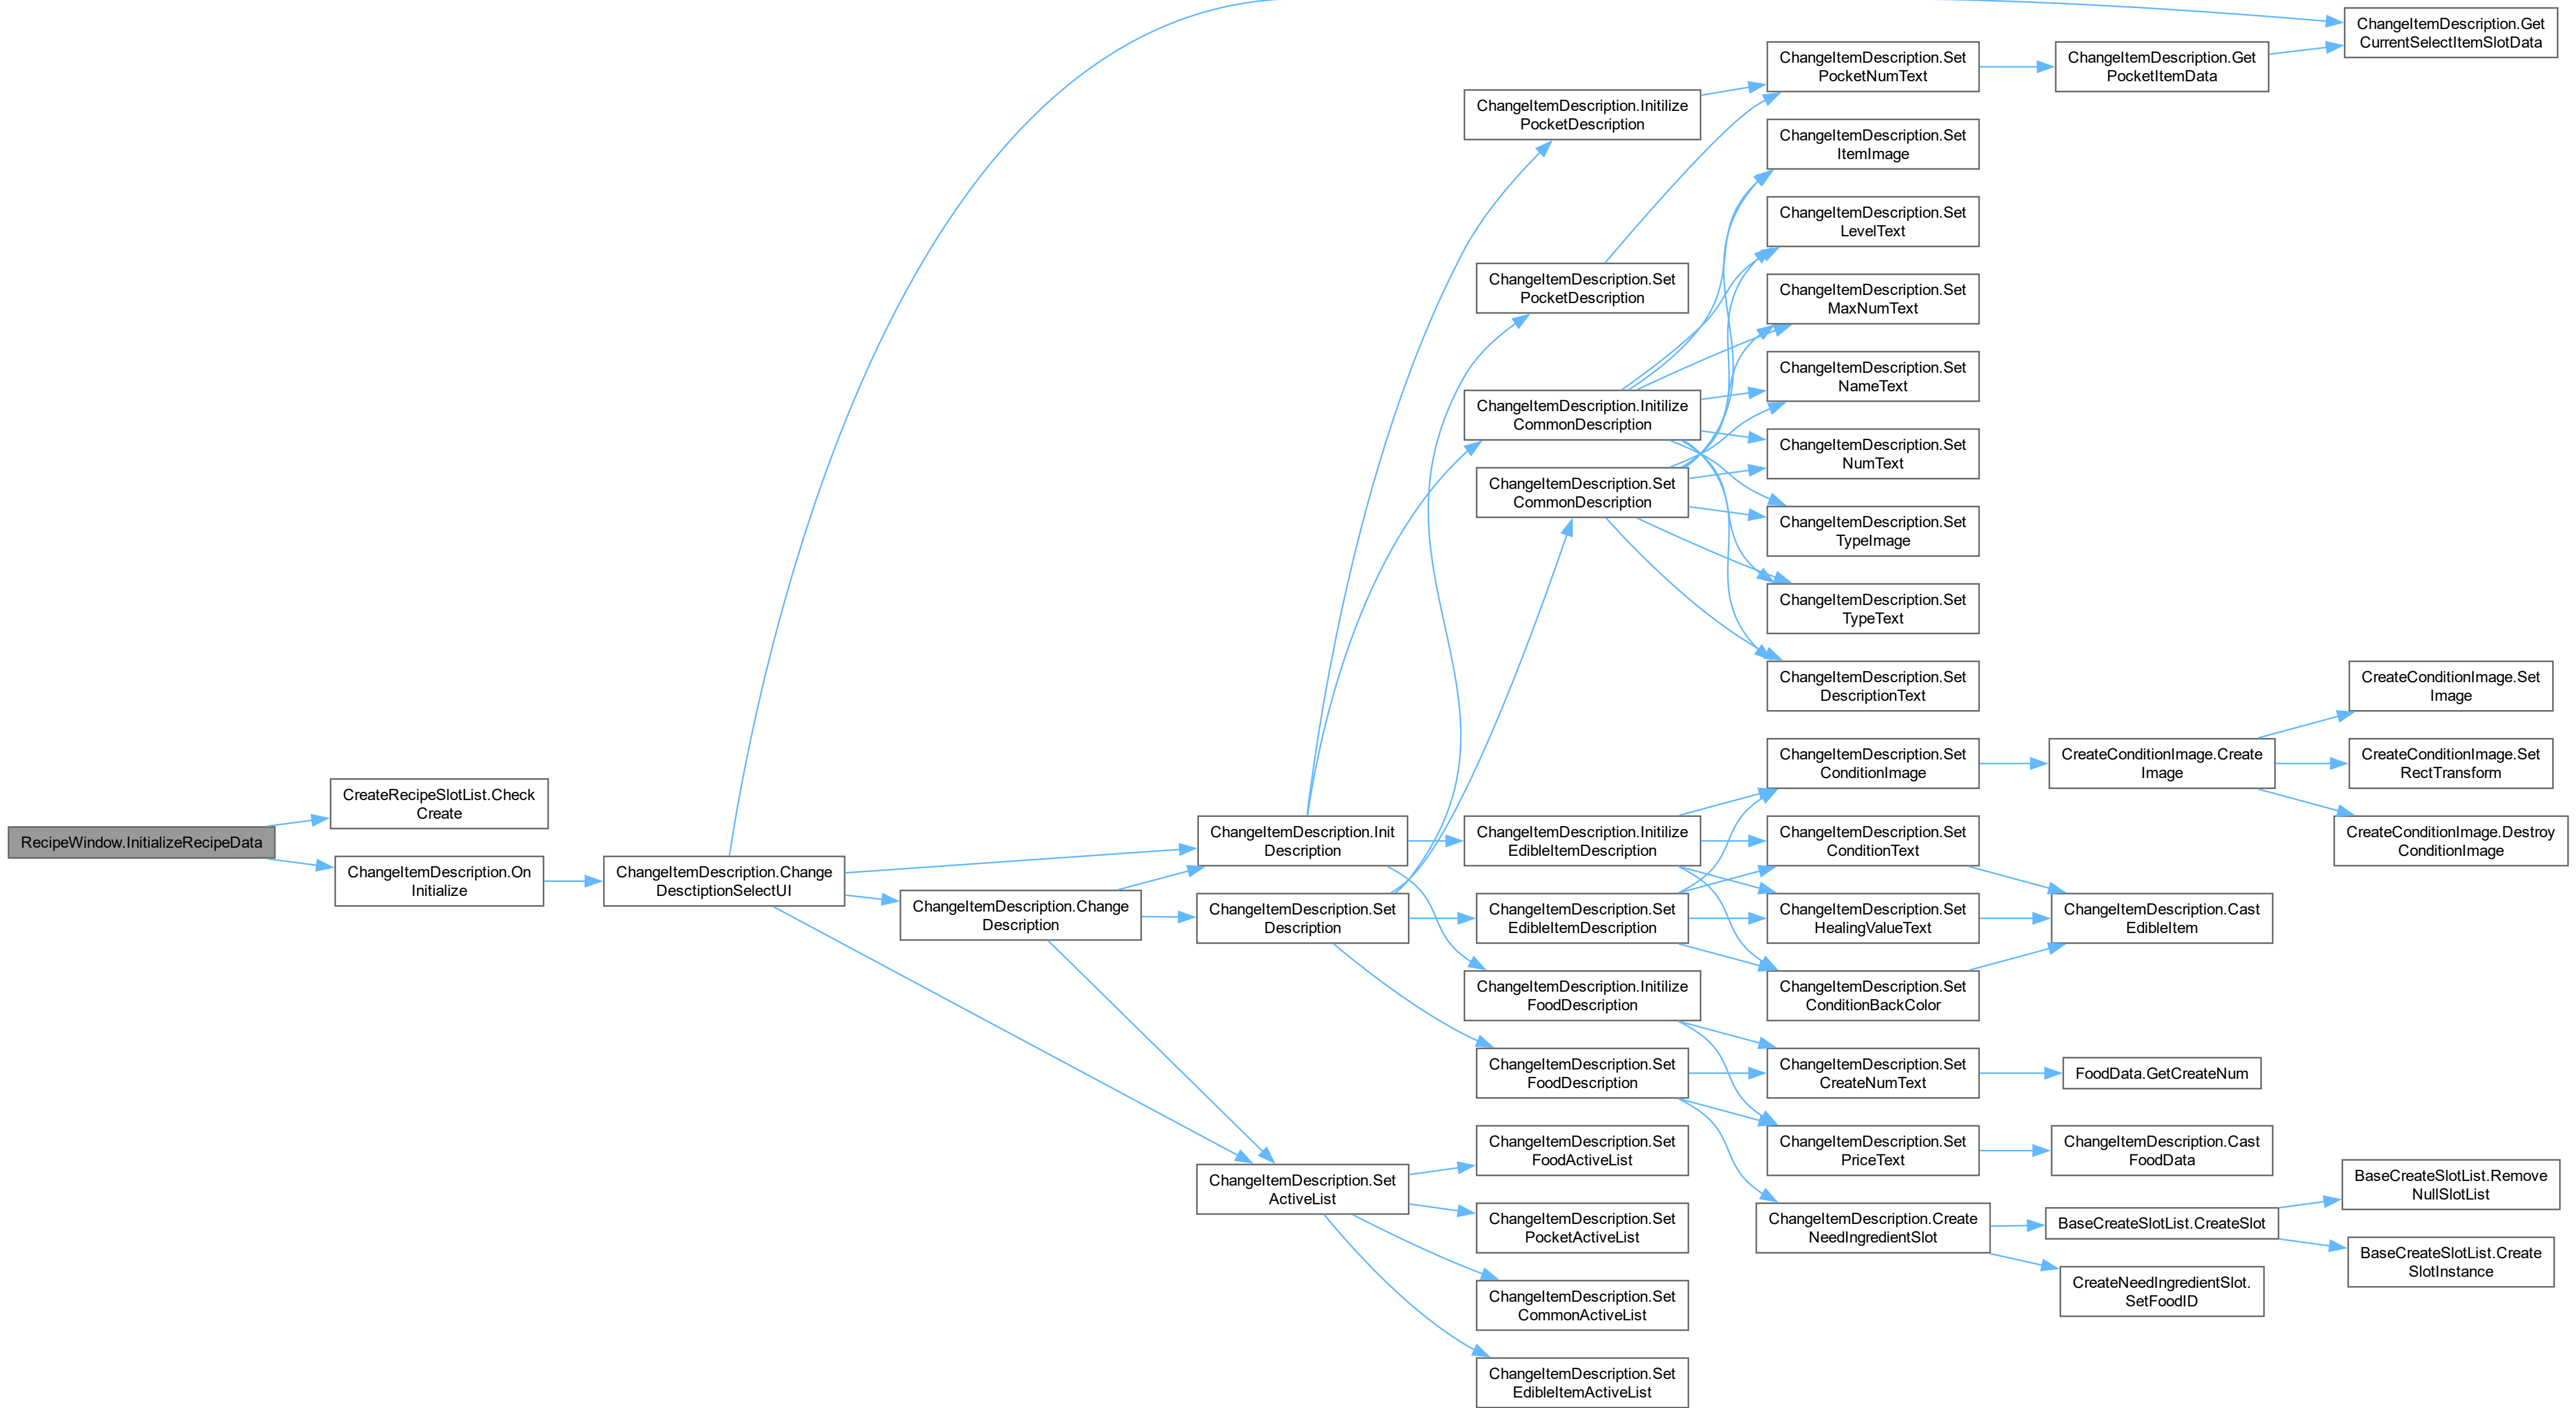 RecipeWindow.InitializeRecipeData
CreateRecipeSlotList.Check
Create
ChangeItemDescription.On
Initialize
ChangeItemDescription.Change
DesctiptionSelectUI
ChangeItemDescription.Change
Description
ChangeItemDescription.Init
Description
ChangeItemDescription.Set
Description
ChangeItemDescription.Set
ActiveList
ChangeItemDescription.Initilize
PocketDescription
ChangeItemDescription.Set
PocketDescription
ChangeItemDescription.Initilize
CommonDescription
ChangeItemDescription.Set
CommonDescription
ChangeItemDescription.Initilize
EdibleItemDescription
ChangeItemDescription.Set
EdibleItemDescription
ChangeItemDescription.Initilize
FoodDescription
ChangeItemDescription.Set
FoodDescription
ChangeItemDescription.Set
FoodActiveList
ChangeItemDescription.Set
PocketActiveList
ChangeItemDescription.Set
CommonActiveList
ChangeItemDescription.Set
EdibleItemActiveList
ChangeItemDescription.Set
PocketNumText
ChangeItemDescription.Set
ItemImage
ChangeItemDescription.Set
LevelText
ChangeItemDescription.Set
MaxNumText
ChangeItemDescription.Set
NameText
ChangeItemDescription.Set
NumText
ChangeItemDescription.Set
TypeImage
ChangeItemDescription.Set
TypeText
ChangeItemDescription.Set
DescriptionText
ChangeItemDescription.Set
ConditionImage
ChangeItemDescription.Set
ConditionText
ChangeItemDescription.Set
HealingValueText
ChangeItemDescription.Set
ConditionBackColor
ChangeItemDescription.Set
CreateNumText
ChangeItemDescription.Set
PriceText
ChangeItemDescription.Create
NeedIngredientSlot
ChangeItemDescription.Get
PocketItemData
CreateConditionImage.Create
Image
ChangeItemDescription.Cast
EdibleItem
FoodData.GetCreateNum
ChangeItemDescription.Cast
FoodData
BaseCreateSlotList.CreateSlot
CreateNeedIngredientSlot.
SetFoodID
ChangeItemDescription.Get
CurrentSelectItemSlotData
CreateConditionImage.Set
Image
CreateConditionImage.Set
RectTransform
CreateConditionImage.Destroy
ConditionImage
BaseCreateSlotList.Remove
NullSlotList
BaseCreateSlotList.Create
SlotInstance